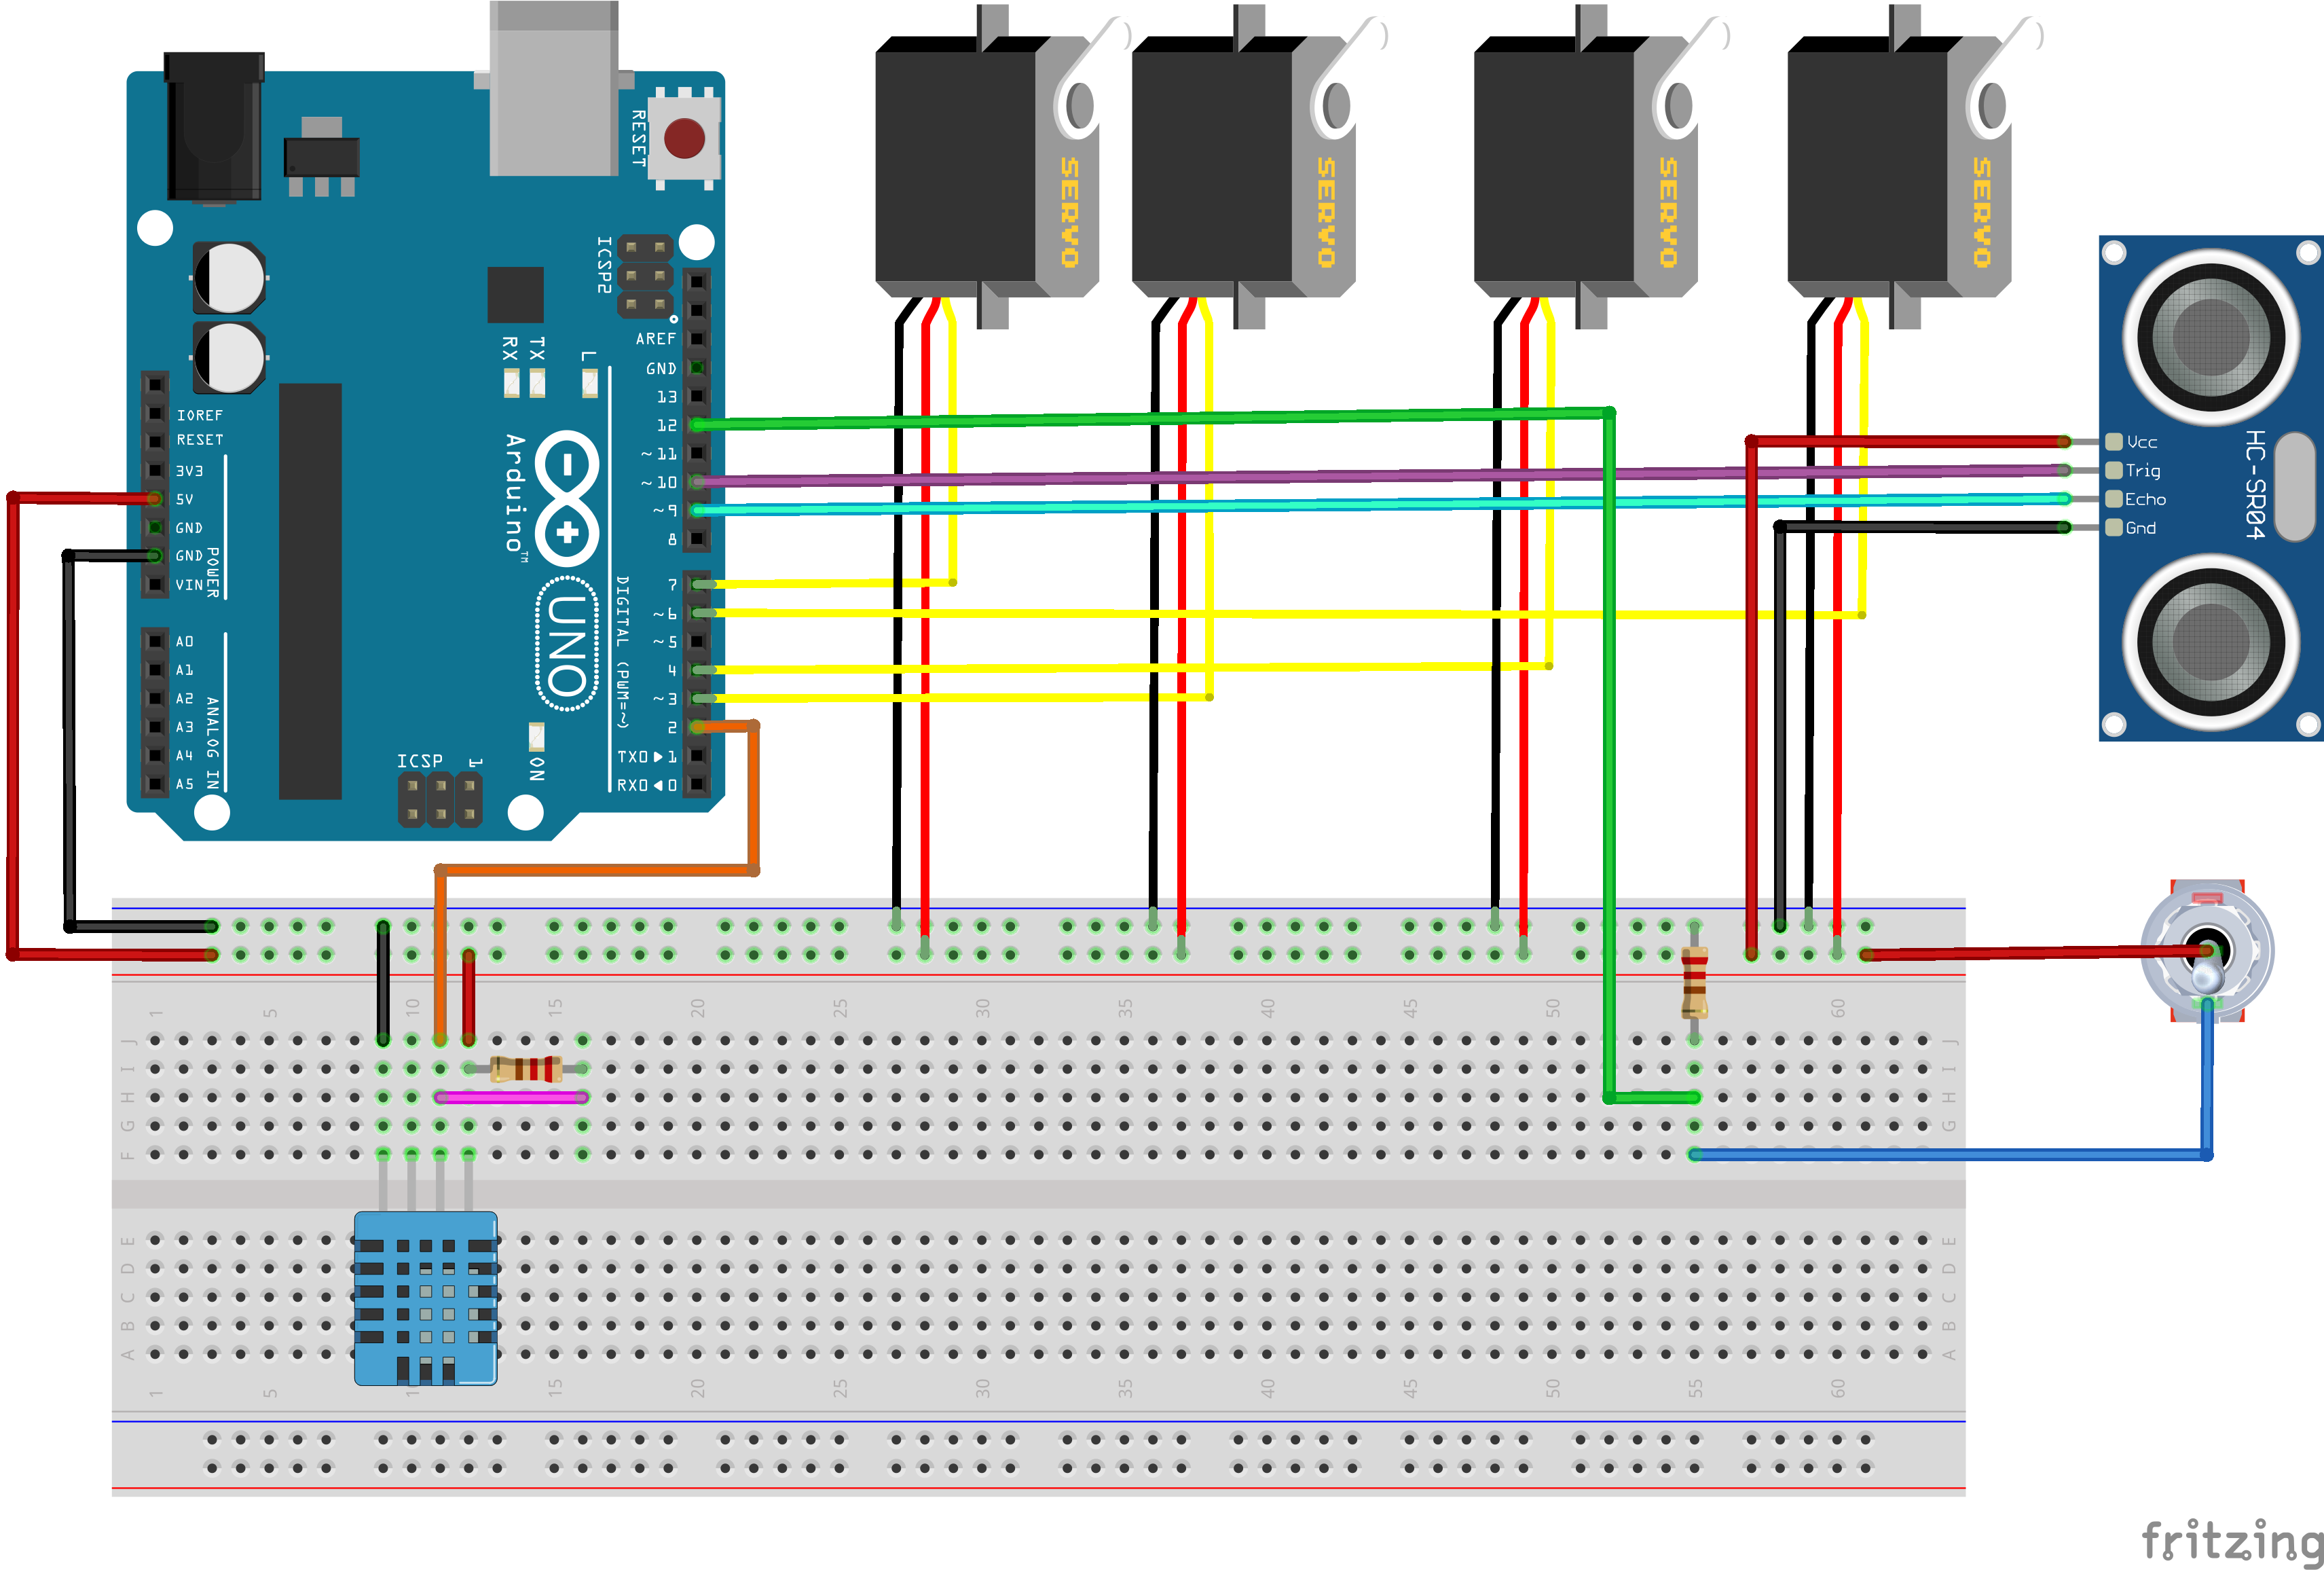 RESET
ICSP2
AREF
GND
13
12
~11
~10
~9
8
7
~6
~5
4
~3
2
TX0 ▶ 1
RX0 ◀ 0
DIGITAL (PWM=~)
RX
TX
L
Arduino™
UNO
ON
ICSP
1
IOREF
RESET
3V3
5V
GND
GND
VIN
POWER
A0
A1
A2
A3
A4
A5
ANALOG IN
SERVO
SERVO
SERVO
SERVO
Vcc
Trig
Echo
Gnd
HC-SR04
1 5 10 15 20 25 30 35 40 45 50 60
J J
I I
H H
G G
F F
E E
D D
C C
B B
A A
1 5 1 15 20 25 30 35 40 45 50 55 60
fritzing